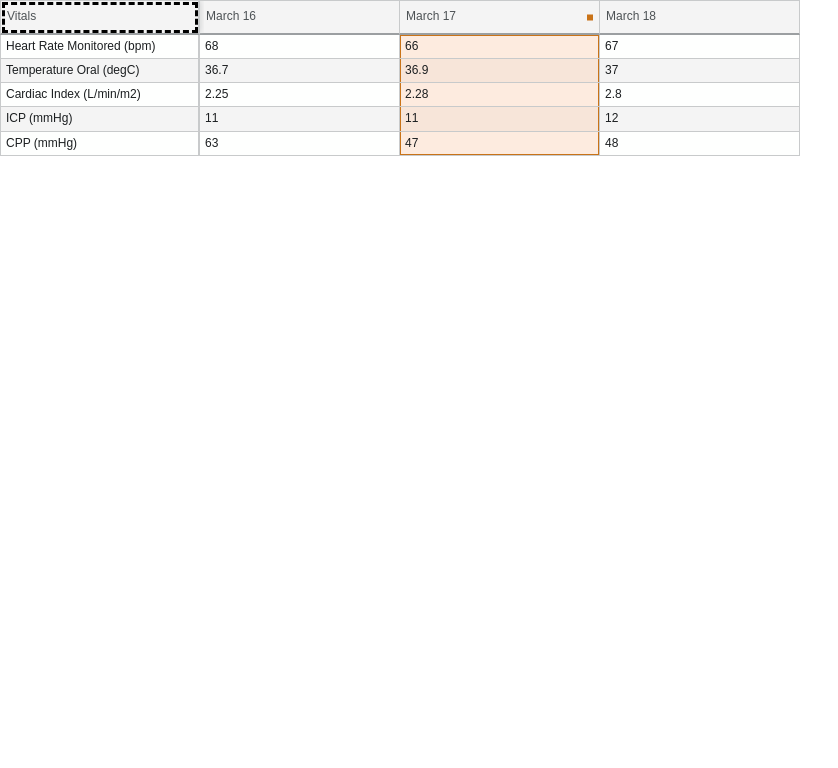 Vitals March 16 March 17 March 18
Heart Rate Monitored (bpm) 68 66 67
Temperature Oral (degC) 36.7 36.9 37
Cardiac Index (L/min/m2) 2.25 2.28 2.8
ICP (mmHg) 11 11 12
CPP (mmHg) 63 47 48